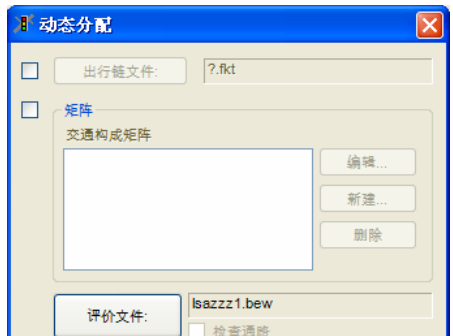 动态分配
出行链文件: ?.fkt
矩阵
交通构成矩阵
编辑...
新建...
删除
评价文件: lsazzz1.bew
检查通路